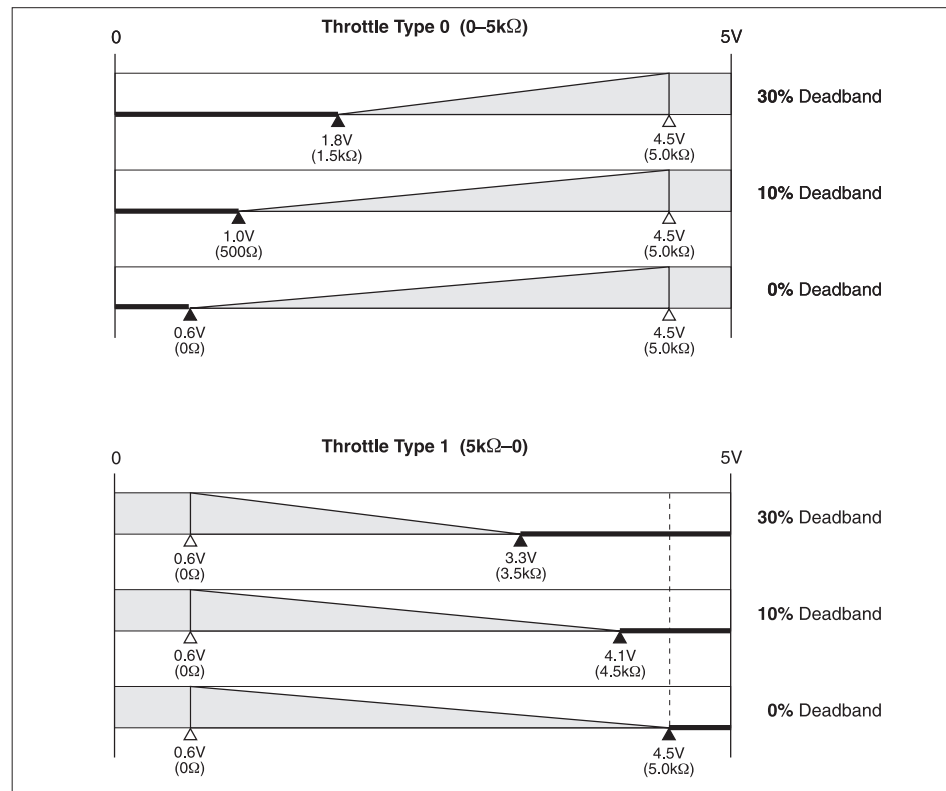 Throttle Type 0 (0–5kΩ)
0 5V
30% Deadband
1.8V 4.5V
(1.5kΩ) (5.0kΩ)
10% Deadband
1.0V 4.5V
(500Ω) (5.0kΩ)
0% Deadband
0.6V 4.5V
(0Ω) (5.0kΩ)
Throttle Type 1 (5kΩ–0)
0 5V
30% Deadband
0.6V 3.3V
(0Ω) (3.5kΩ)
10% Deadband
0.6V 4.1V
(0Ω) (4.5kΩ)
0% Deadband
0.6V 4.5V
(0Ω) (5.0kΩ)